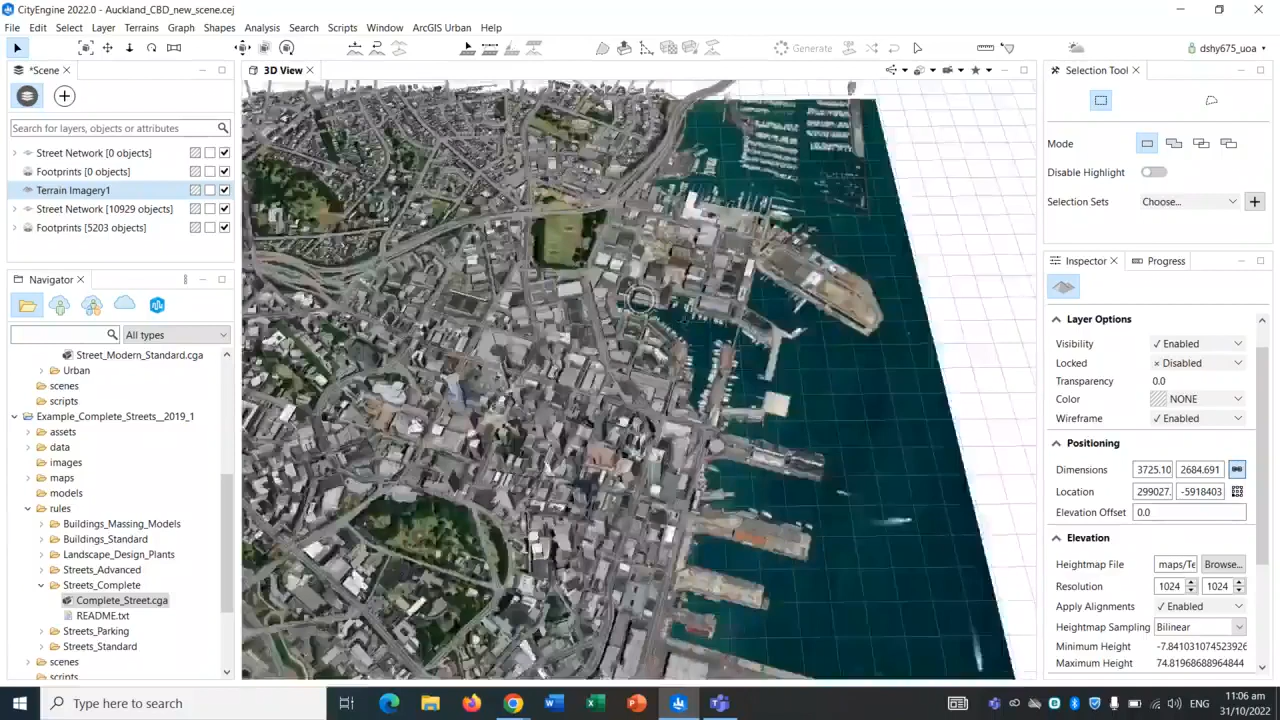 CityEngine 2022.0 - Auckland_CBD_new_scene.cej
File Edit Select Layer Terrains Graph Shapes Analysis Search Scripts Window ArcGIS Urban Help
Generate
dshy675_uoa
*Scene
3D View
Selection Tool
Search for layers, objects, attributes
Street Network [0 objects]
Footprints [0 objects]
Terrain Imagery1
Street Network [10329 objects]
Footprints [5203 objects]
Mode
Disable Highlight
Selection Sets
Choose...
Navigator
All types
Street_Modern_Standard.cga
Urban
scenes
scripts
Example_Complete_Streets__2019_1
assets
data
images
maps
models
rules
Buildings_Massing_Models
Buildings_Standard
Landscape_Design_Plants
Streets_Advanced
Streets_Complete
Complete_Street.cga
README.txt
Streets_Parking
Streets_Standard
scenes
scripts
Inspector
Progress
Layer Options
Visibility ✓ Enabled
Locked × Disabled
Transparency 0.0
Color NONE
Wireframe ✓ Enabled
Positioning
Dimensions 3725.10 2684.691
Location 299027. -5918403
Elevation Offset 0.0
Elevation
Heightmap File maps/Te Browse...
Resolution 1024 1024
Apply Alignments ✓ Enabled
Heightmap Sampling Bilinear
Minimum Height -7.841031074523926
Maximum Height 74.81968688964844
Type here to search
ENG
11:06 am
31/10/2022